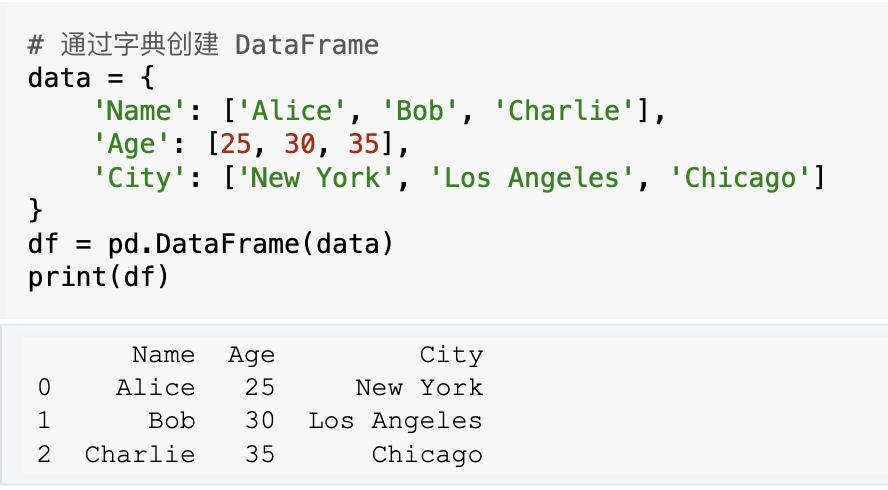 # 通过字典创建 DataFrame
data = {
    'Name': ['Alice', 'Bob', 'Charlie'],
    'Age': [25, 30, 35],
    'City': ['New York', 'Los Angeles', 'Chicago']
}
df = pd.DataFrame(data)
print(df)
      Name  Age         City
0    Alice   25     New York
1      Bob   30  Los Angeles
2  Charlie   35      Chicago